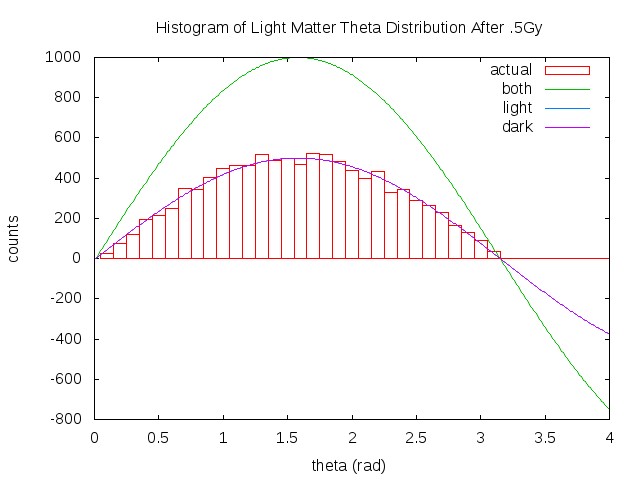 Histogram of Light Matter Theta Distribution After .5Gy
1000
800
600
400
200
0
-200
-400
-600
-800
counts
actual
both
light
dark
0 0.5 1 1.5 2 2.5 3 3.5 4
theta (rad)